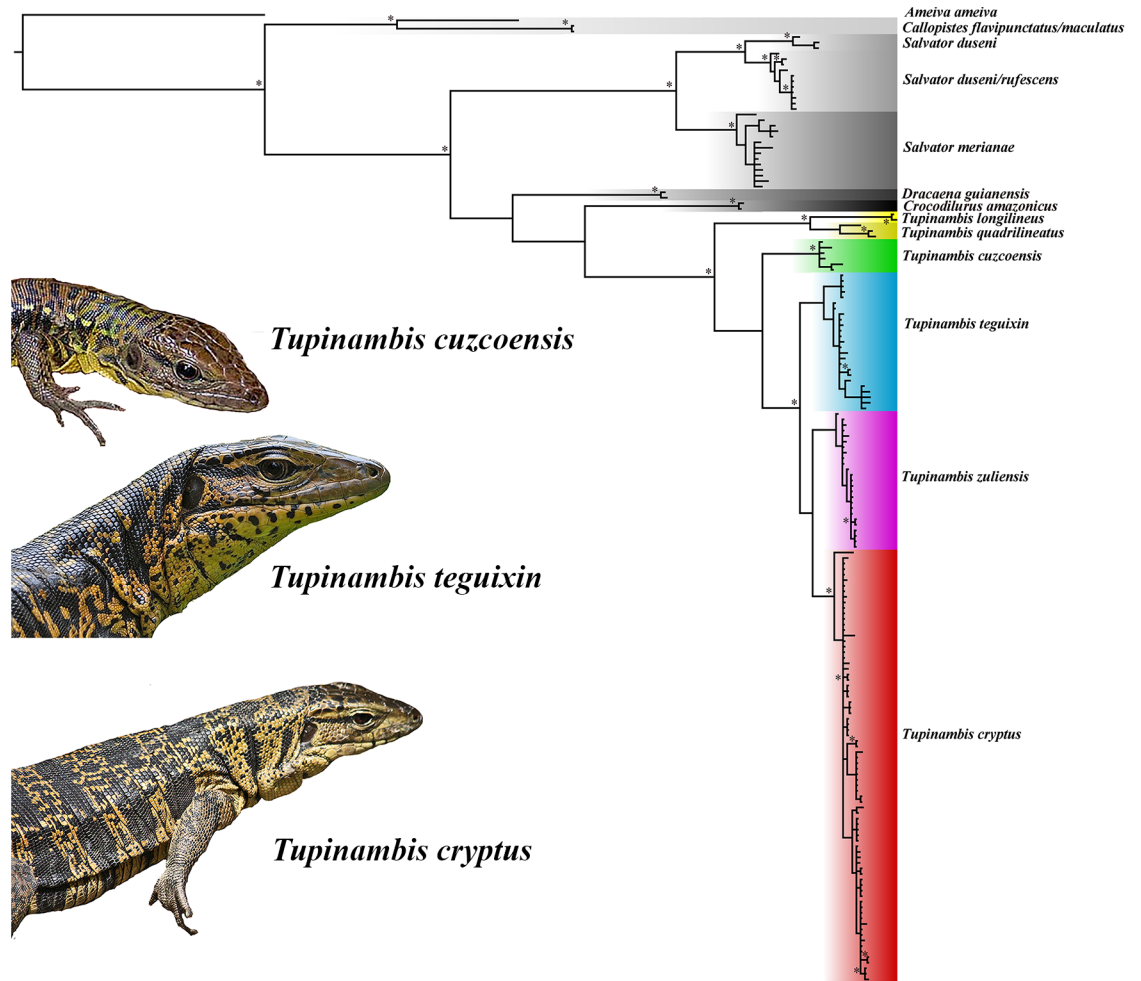 Ameiva ameiva
Callopistes flavipunctatus/maculatus
Salvator duseni
Salvator duseni/rufescens
Salvator merianae
Dracaena guianensis
Crocodilurus amazonicus
Tupinambis longilineus
Tupinambis quadrilineatus
Tupinambis cuzcoensis
Tupinambis teguixin
Tupinambis zuliensis
Tupinambis cryptus
Tupinambis cuzcoensis
Tupinambis teguixin
Tupinambis cryptus